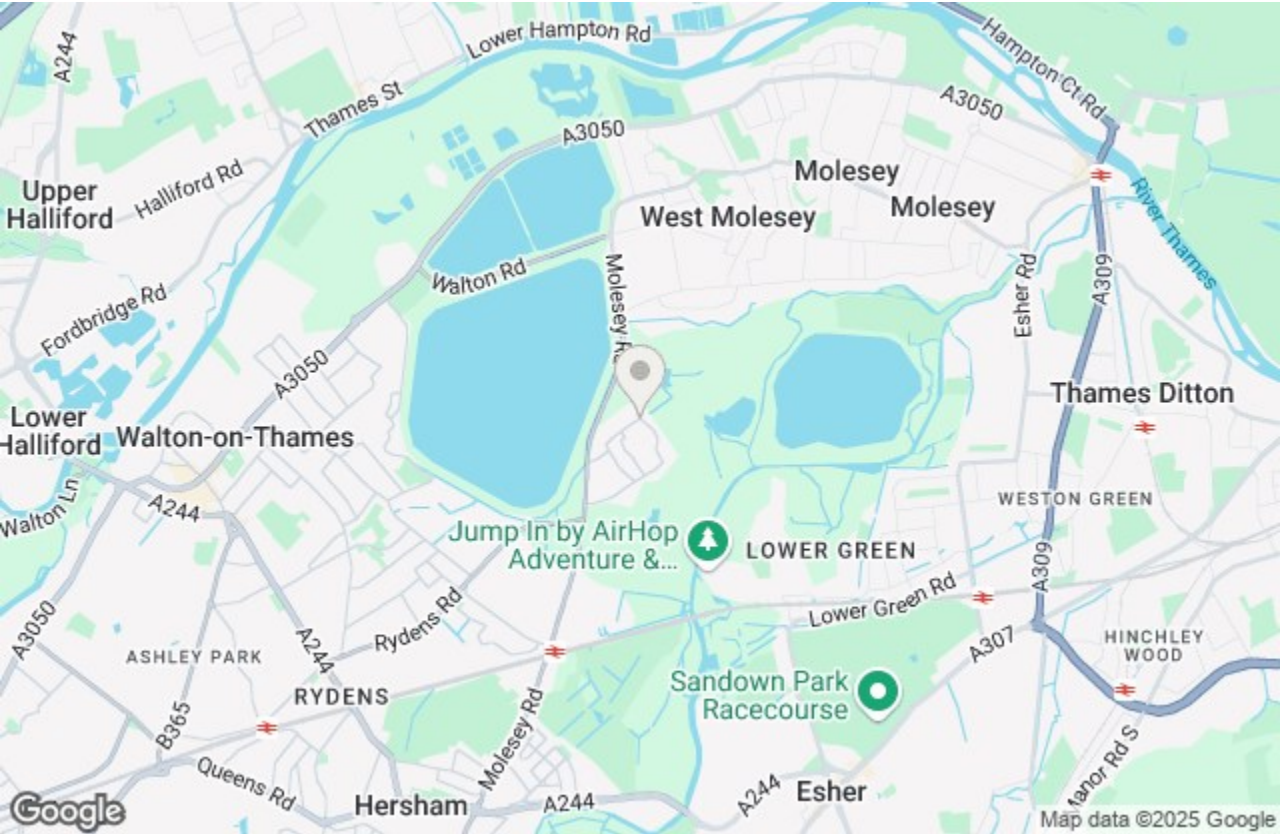 Lower Hampton Rd
Hampton Ct Rd
A244
Thames St
A3050
A3050
Halliford Rd
Upper
Halliford
Molesey
West Molesey
Molesey
River Thames
Walton Rd
Molesey R
Esher Rd
A309
Fordbridge Rd
A3050
Lower
Halliford
Walton-on-Thames
Thames Ditton
Walton Ln
A244
WESTON GREEN
Jump In by AirHop
Adventure &...
LOWER GREEN
A309
Lower Green Rd
Rydens Rd
A3050
A244
A307
HINCHLEY
WOOD
ASHLEY PARK
RYDENS
Sandown Park
Racecourse
B365
Molesey Rd
Queens Rd
Hersham
A244
A244
Esher
Manor Rd S
Google
Map data ©2025 Google